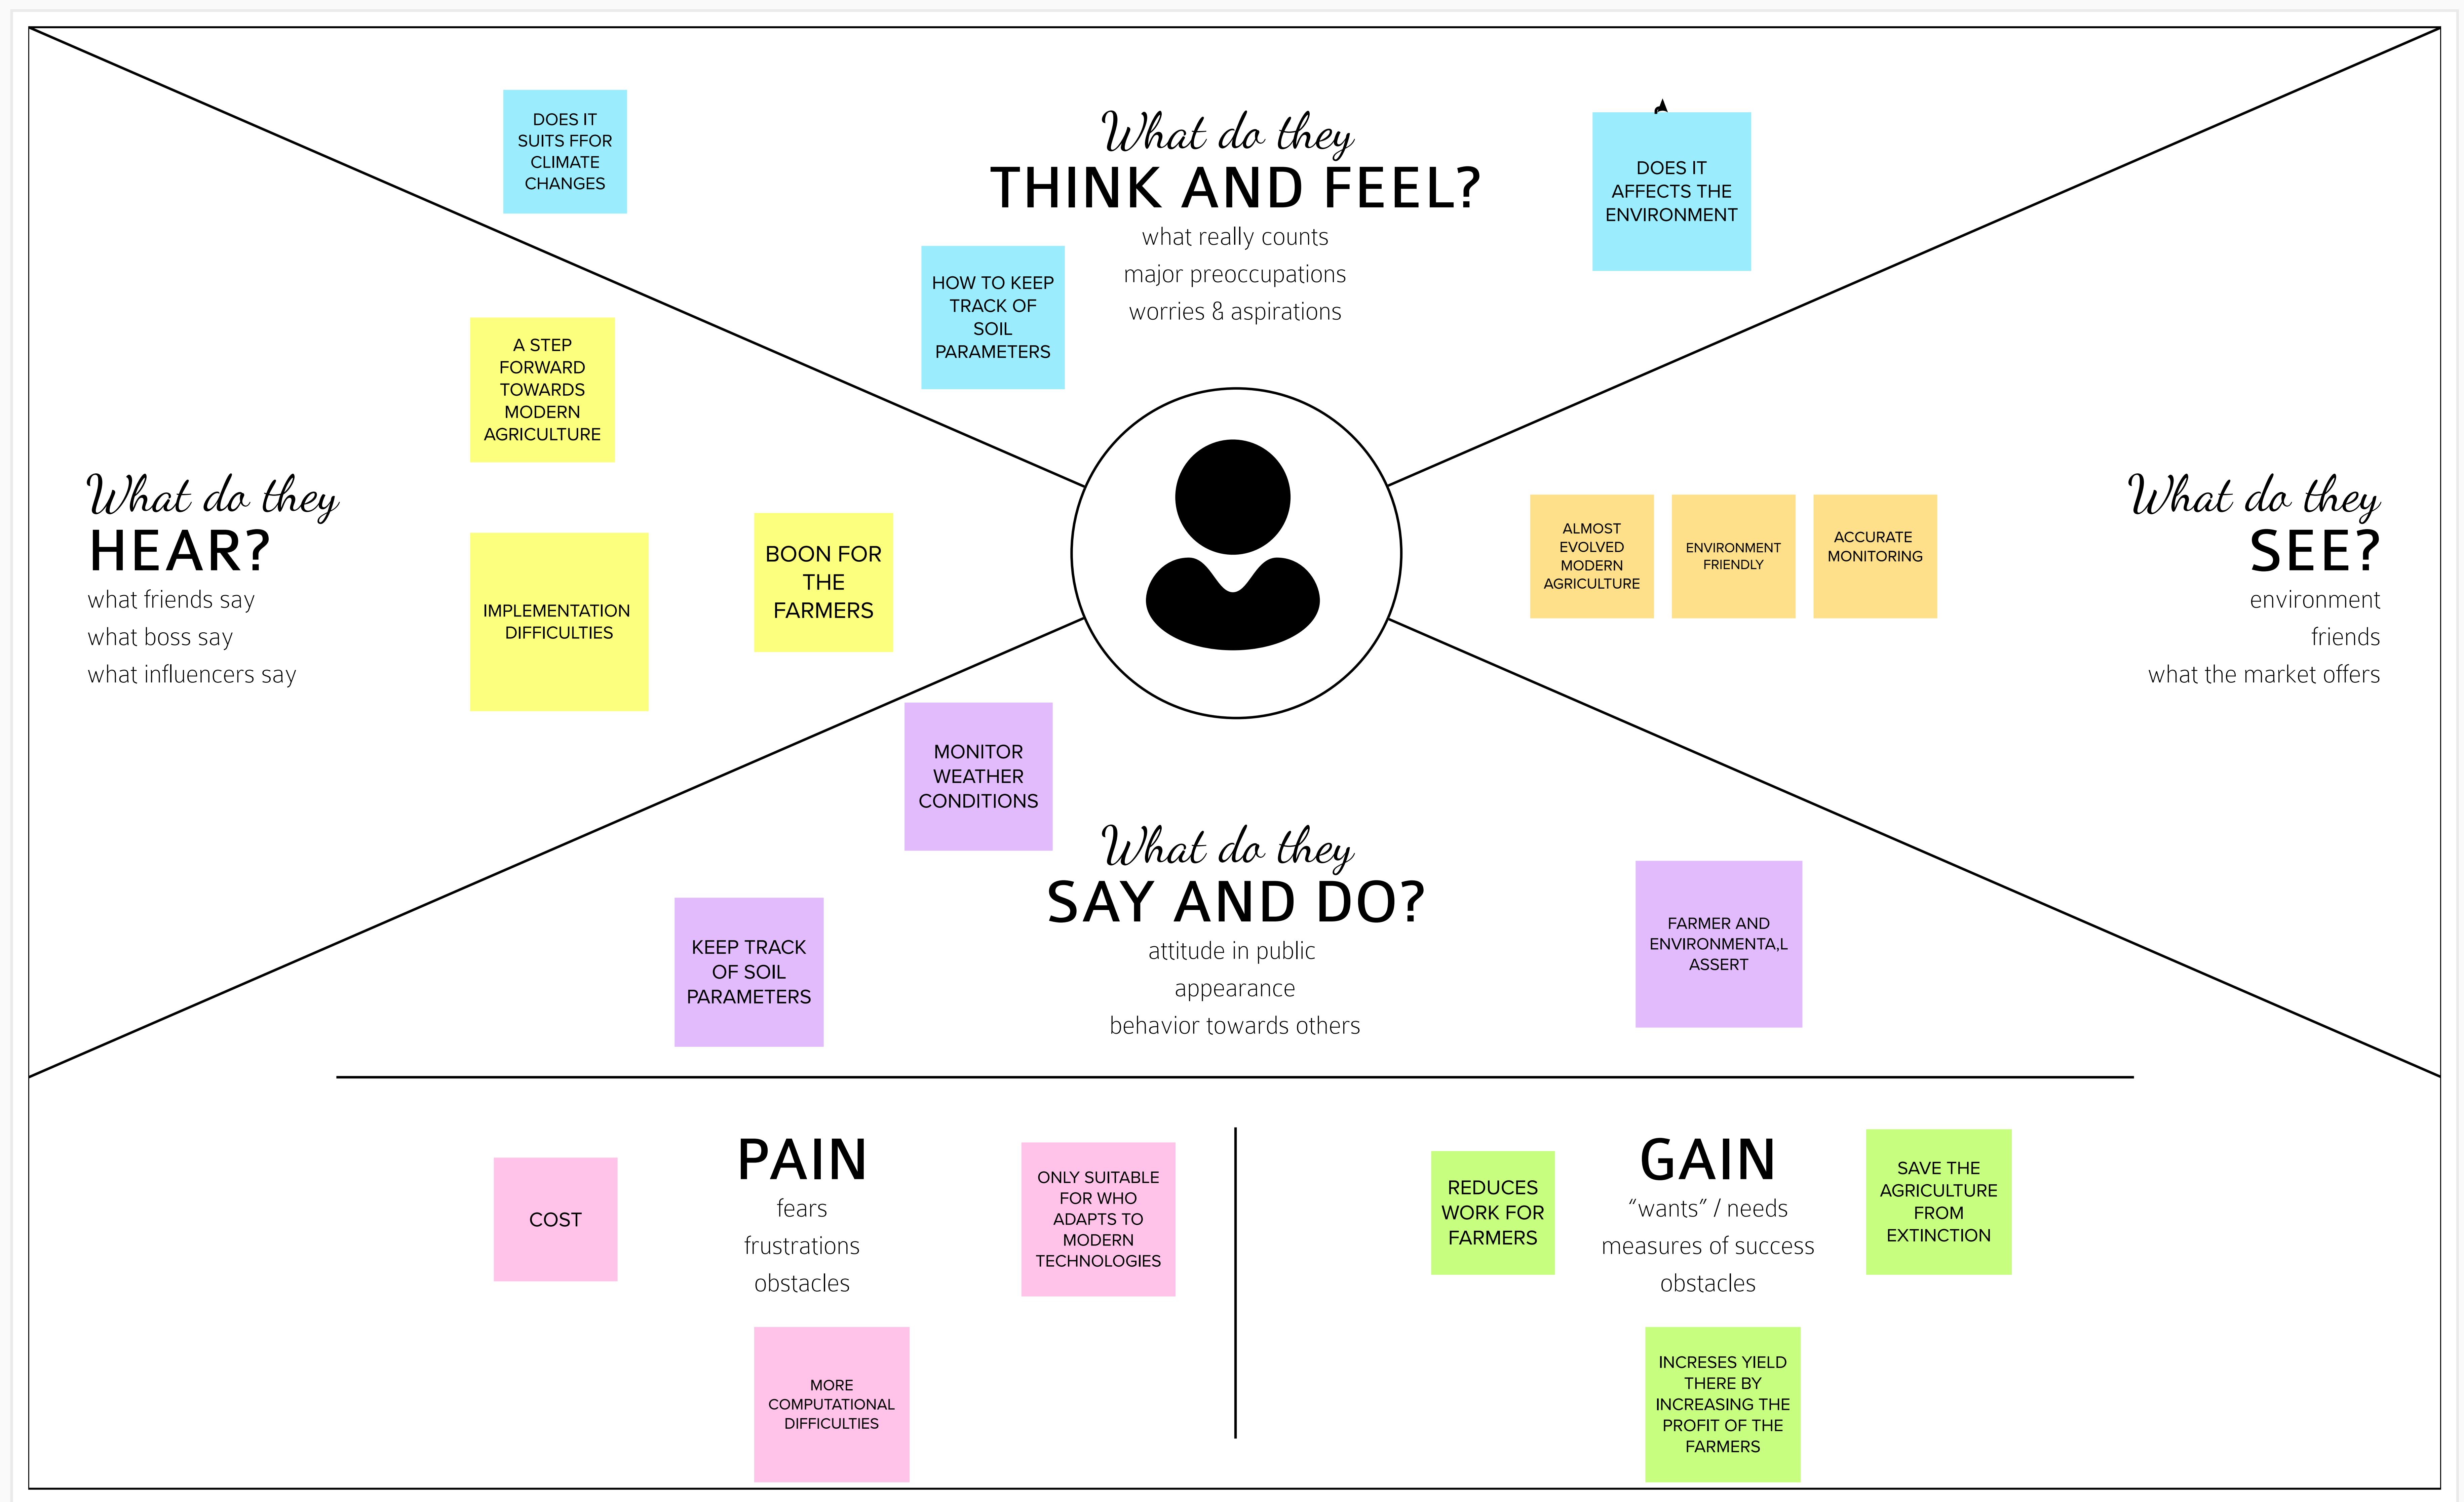 DOES IT
SUITS FFOR
CLIMATE
CHANGES
What do they
THINK AND FEEL?
what really counts
major preoccupations
worries & aspirations
DOES IT
AFFECTS THE
ENVIRONMENT
HOW TO KEEP
TRACK OF
SOIL
PARAMETERS
What do they
HEAR?
what friends say
what boss say
what influencers say
A STEP
FORWARD
TOWARDS
MODERN
AGRICULTURE
IMPLEMENTATION
DIFFICULTIES
BOON FOR
THE
FARMERS
ALMOST
EVOLVED
MODERN
AGRICULTURE
ENVIRONMENT
FRIENDLY
ACCURATE
MONITORING
What do they
SEE?
environment
friends
what the market offers
MONITOR
WEATHER
CONDITIONS
KEEP TRACK
OF SOIL
PARAMETERS
What do they
SAY AND DO?
attitude in public
appearance
behavior towards others
FARMER AND
ENVIRONMENTA,L
ASSERT
COST
PAIN
fears
frustrations
obstacles
ONLY SUITABLE
FOR WHO
ADAPTS TO
MODERN
TECHNOLOGIES
MORE
COMPUTATIONAL
DIFFICULTIES
REDUCES
WORK FOR
FARMERS
GAIN
“wants” / needs
measures of success
obstacles
SAVE THE
AGRICULTURE
FROM
EXTINCTION
INCRESES YIELD
THERE BY
INCREASING THE
PROFIT OF THE
FARMERS